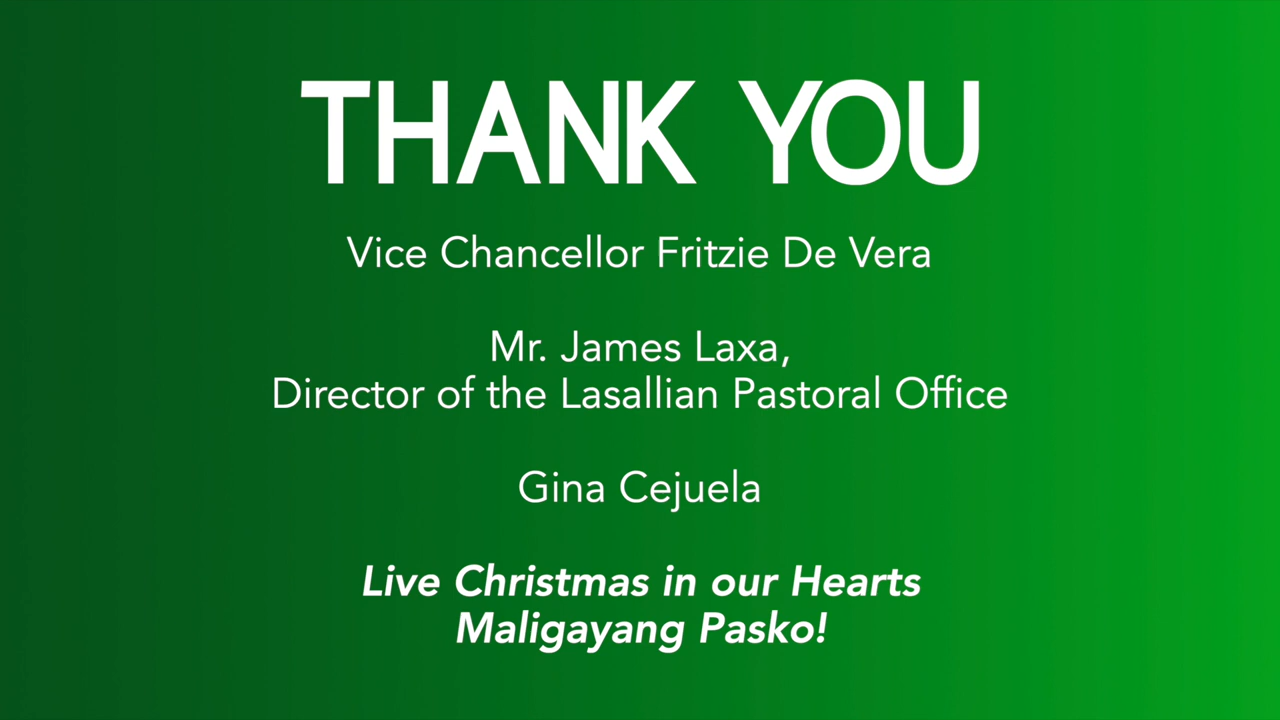 THANK YOU
Vice Chancellor Fritzie De Vera
Mr. James Laxa,
Director of the Lasallian Pastoral Office
Gina Cejuela
Live Christmas in our Hearts
Maligayang Pasko!